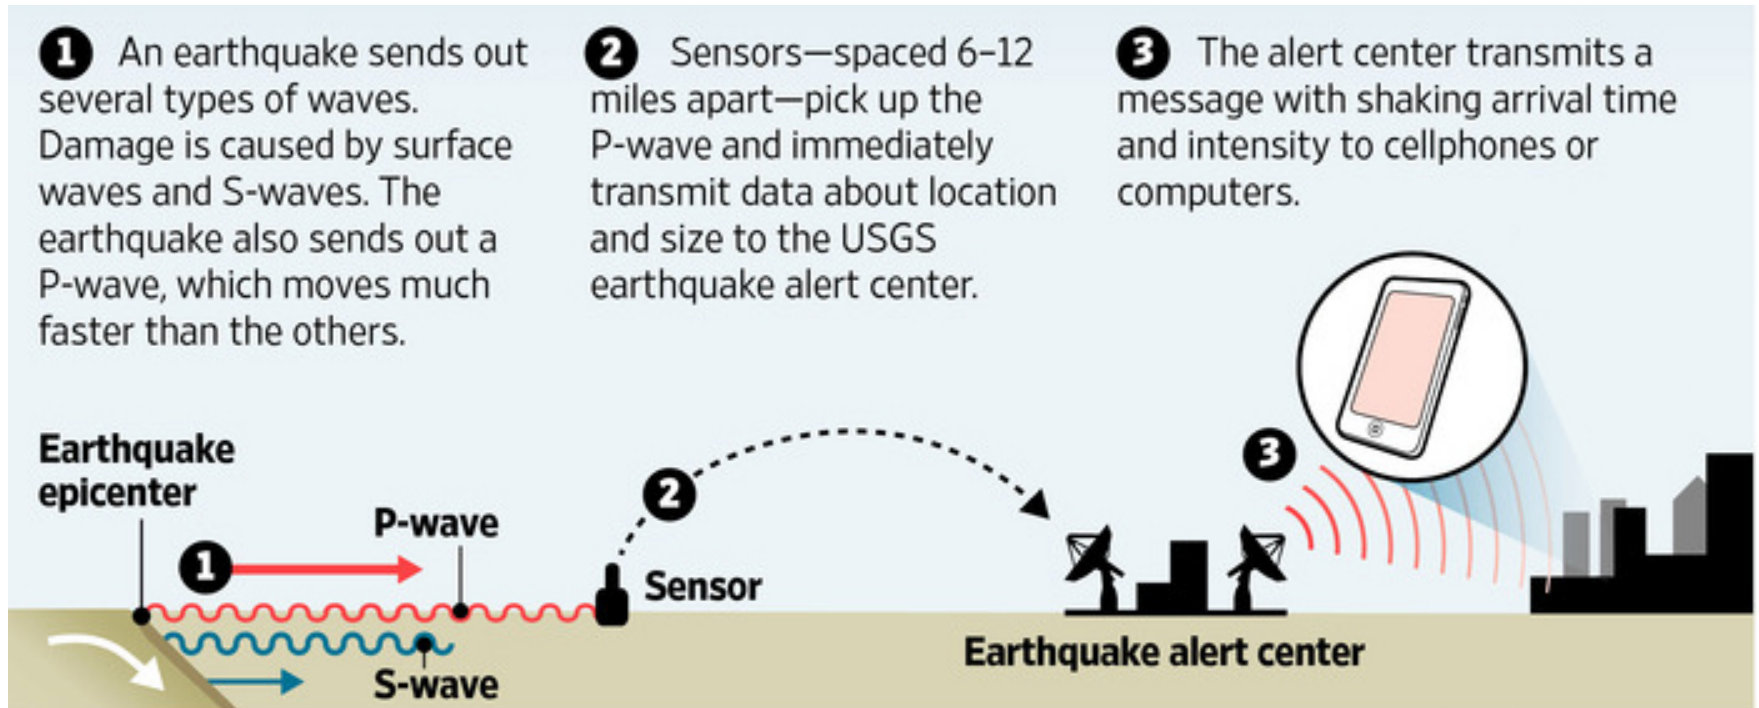 1 An earthquake sends out
several types of waves.
Damage is caused by surface
waves and S-waves. The
earthquake also sends out a
P-wave, which moves much
faster than the others.
2 Sensors—spaced 6–12
miles apart—pick up the
P-wave and immediately
transmit data about location
and size to the USGS
earthquake alert center.
3 The alert center transmits a
message with shaking arrival time
and intensity to cellphones or
computers.
Earthquake
epicenter
1
P-wave
S-wave
2
Sensor
Earthquake alert center
3